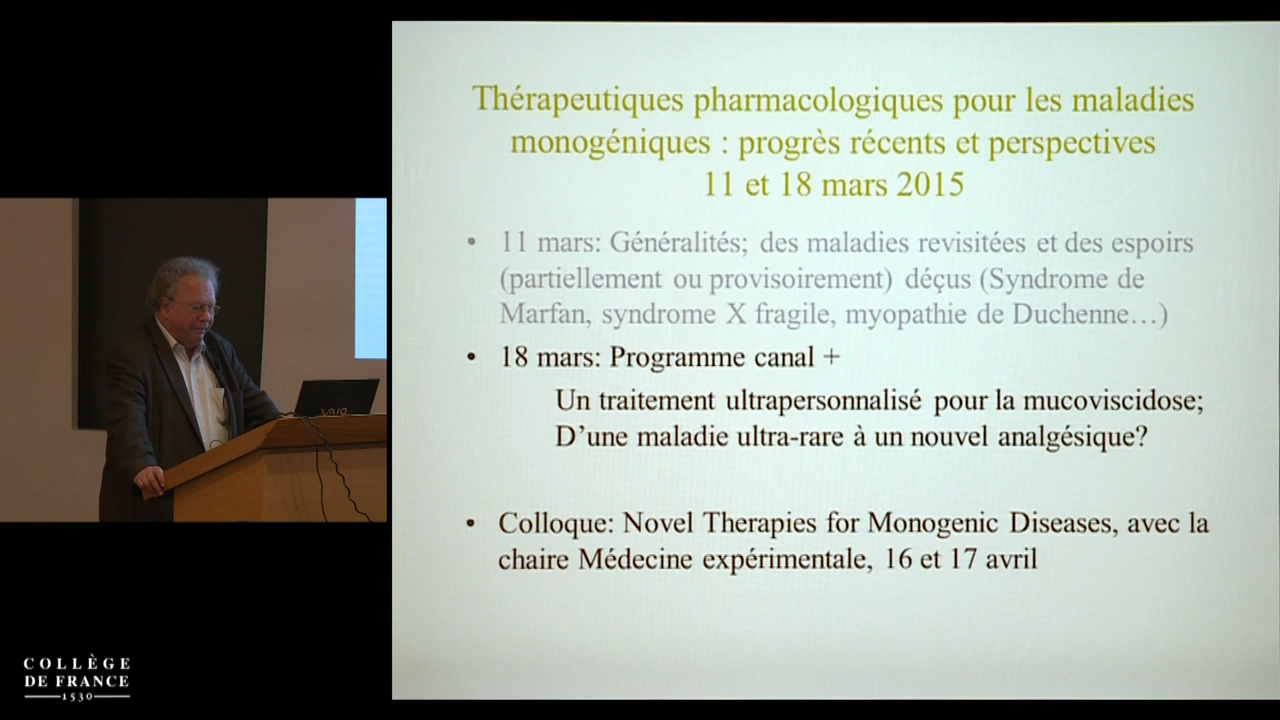 Thérapeutiques pharmacologiques pour les maladies
monogéniques : progrès récents et perspectives
11 et 18 mars 2015
• 11 mars: Généralités; des maladies revisitées et des espoirs
(partiellement ou provisoirement) déçus (Syndrome de
Marfan, syndrome X fragile, myopathie de Duchenne…)
• 18 mars: Programme canal +
Un traitement ultrapersonnalisé pour la mucoviscidose;
D’une maladie ultra-rare à un nouvel analgésique?
• Colloque: Novel Therapies for Monogenic Diseases, avec la
chaire Médecine expérimentale, 16 et 17 avril
VAIO
COLLÈGE
DE FRANCE
1530